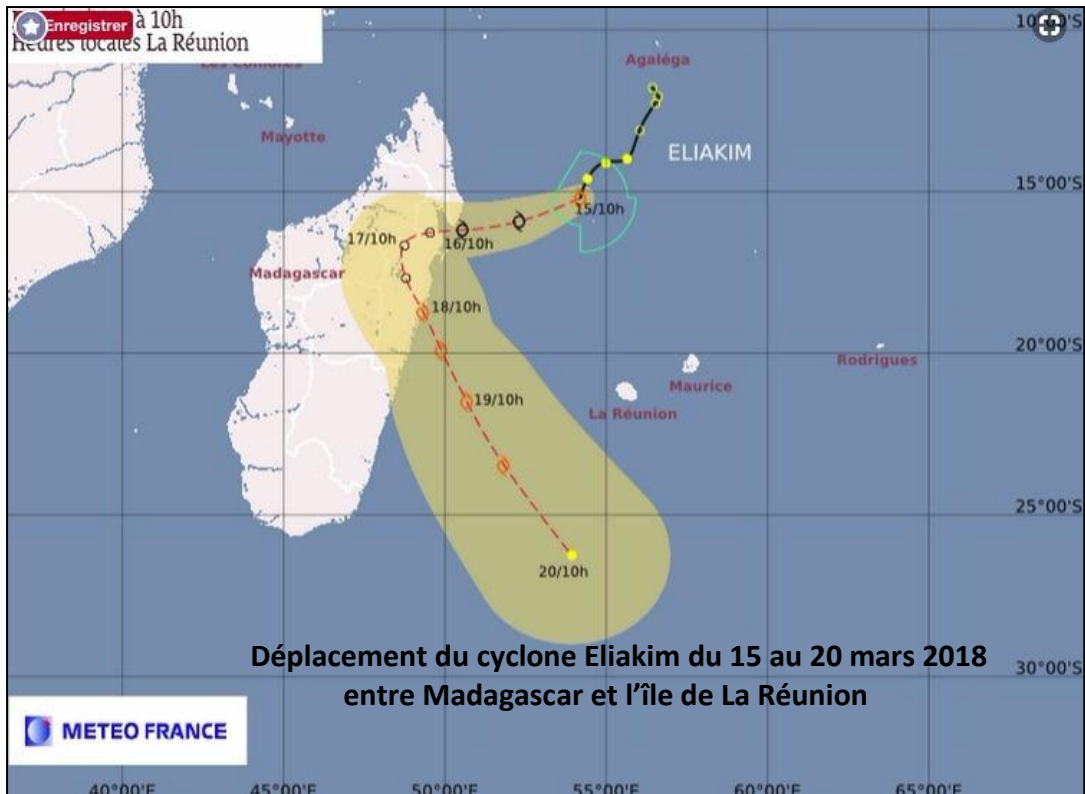 Enregistrer
à 10h
Heures locales La Réunion
10°00'S
Les Comores
Agaléga
Mayotte
ELIAKIM
15°00'S
15/10h
17/10h
16/10h
Madagascar
18/10h
20°00'S
Rodrigues
Maurice
19/10h
La Réunion
25°00'S
20/10h
Déplacement du cyclone Eliakim du 15 au 20 mars 2018
entre Madagascar et l’île de La Réunion
30°00'S
METEO FRANCE
40°00'E 45°00'E 50°00'E 55°00'E 60°00'E 65°00'E